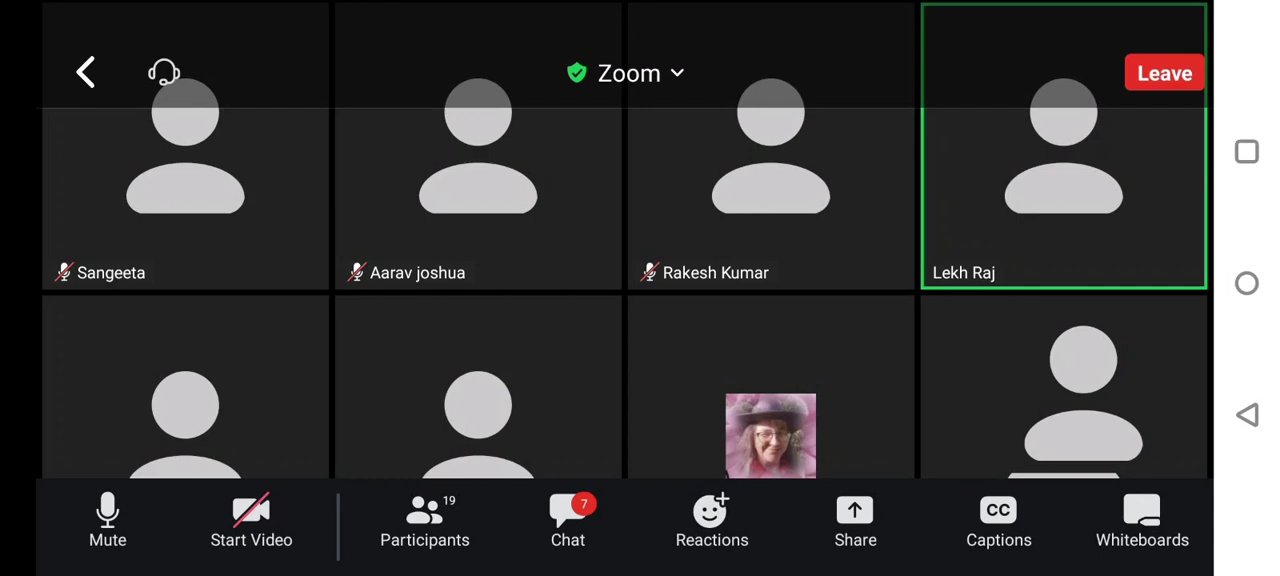 Zoom
Leave
Sangeeta
Aarav joshua
Rakesh Kumar
Lekh Raj
19
7
Mute
Start Video
Participants
Chat
Reactions
Share
CC
Captions
Whiteboards